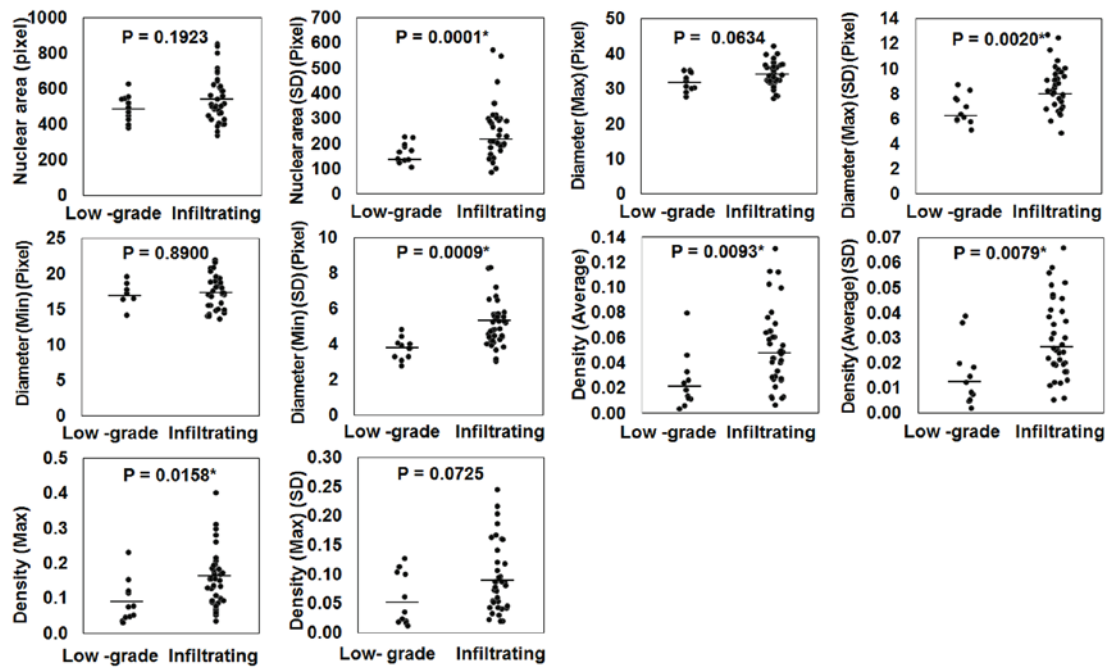 Nuclear area (pixel)
1000
800
600
400
200
0
P = 0.1923
Low -grade Infiltrating
Nuclear area (SD) (Pixel)
700
600
500
400
300
200
100
0
P = 0.0001*
Low-grade Infiltrating
Diameter (Max) (Pixel)
50
40
30
20
10
0
P = 0.0634
Low-grade Infiltrating
Diameter (Max) (SD) (Pixel)
14
12
10
8
6
4
2
0
P = 0.0020*
Low-grade Infiltrating
Diameter (Min) (Pixel)
25
20
15
10
5
0
P = 0.8900
Low-grade Infiltrating
Diameter (Min) (SD) (Pixel)
10
8
6
4
2
0
P = 0.0009*
Low-grade Infiltrating
Density (Average)
0.14
0.12
0.10
0.08
0.06
0.04
0.02
0.00
P = 0.0093*
Low-grade Infiltrating
Density (Average) (SD)
0.07
0.06
0.05
0.04
0.03
0.02
0.01
0.00
P = 0.0079*
Low-grade Infiltrating
Density (Max)
0.5
0.4
0.3
0.2
0.1
0.0
P = 0.0158*
Low-grade Infiltrating
Density (Max) (SD)
0.30
0.25
0.20
0.15
0.10
0.05
0.00
P = 0.0725
Low- grade Infiltrating